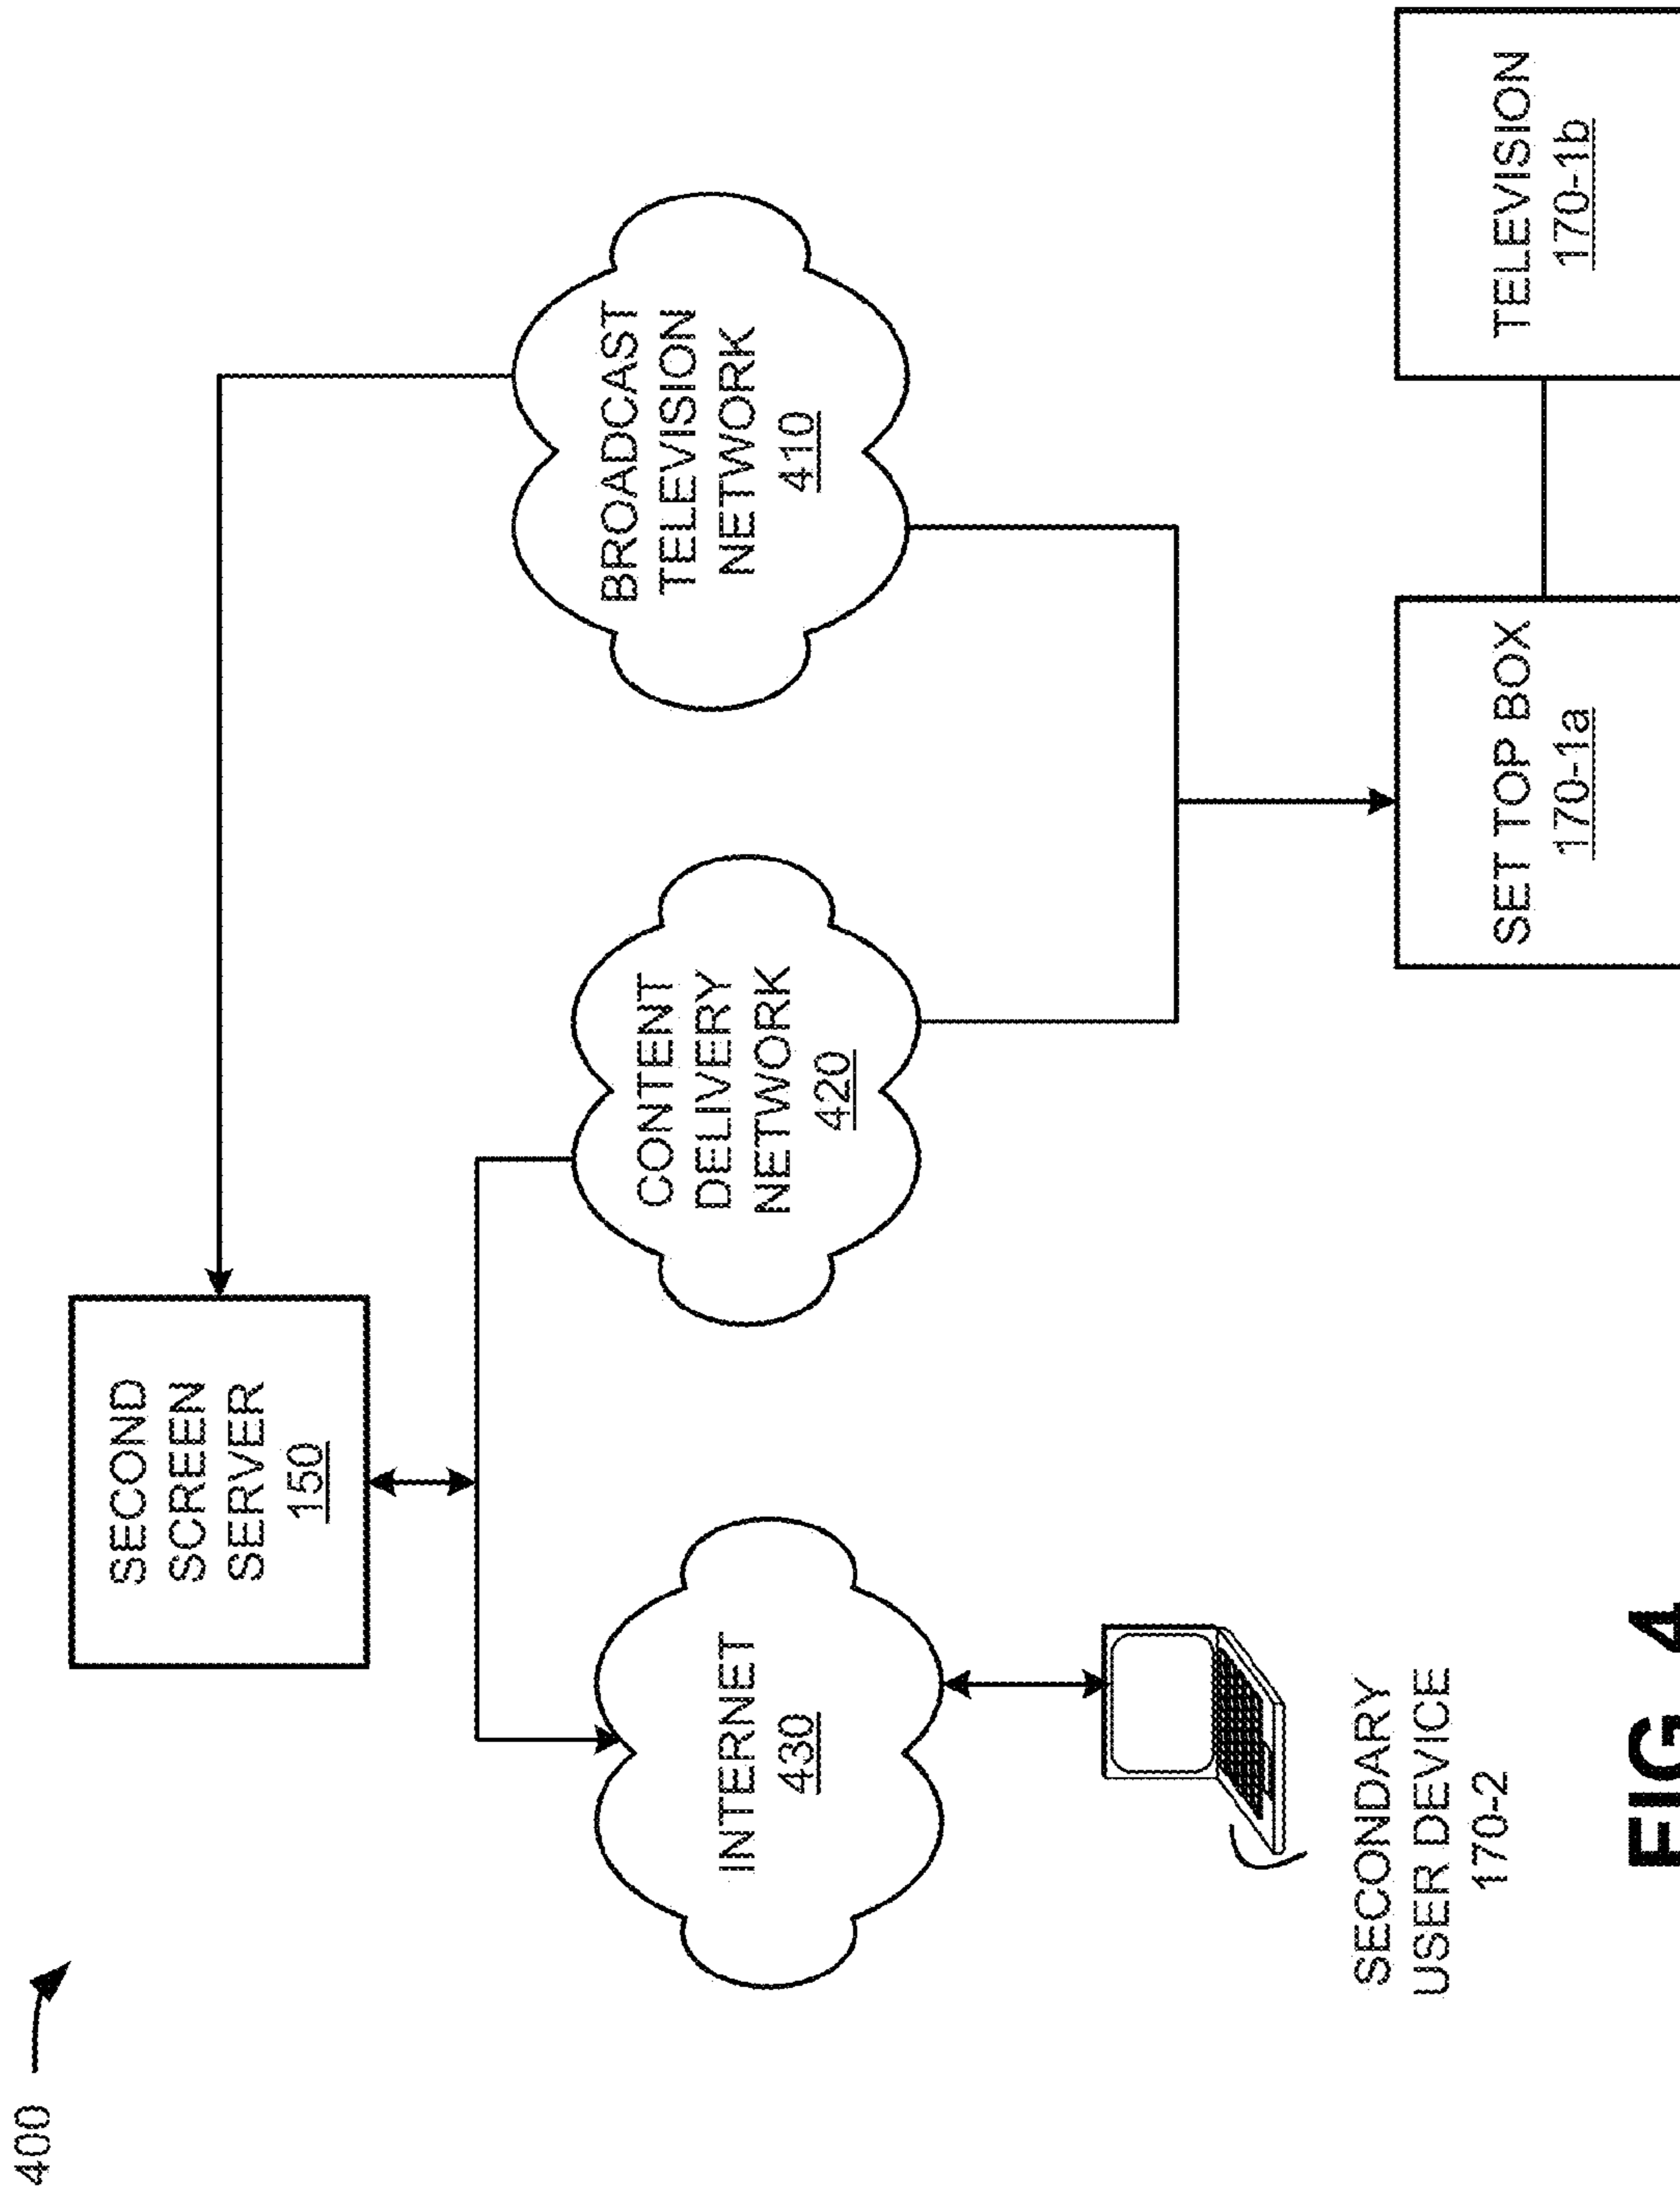 400
SECOND
SCREEN
SERVER
150
INTERNET
430
CONTENT
DELIVERY
NETWORK
420
BROADCAST
TELEVISION
NETWORK
410
SECONDARY
USER DEVICE
170-2
SET TOP BOX
170-1a
TELEVISION
170-1b
FIG. 4